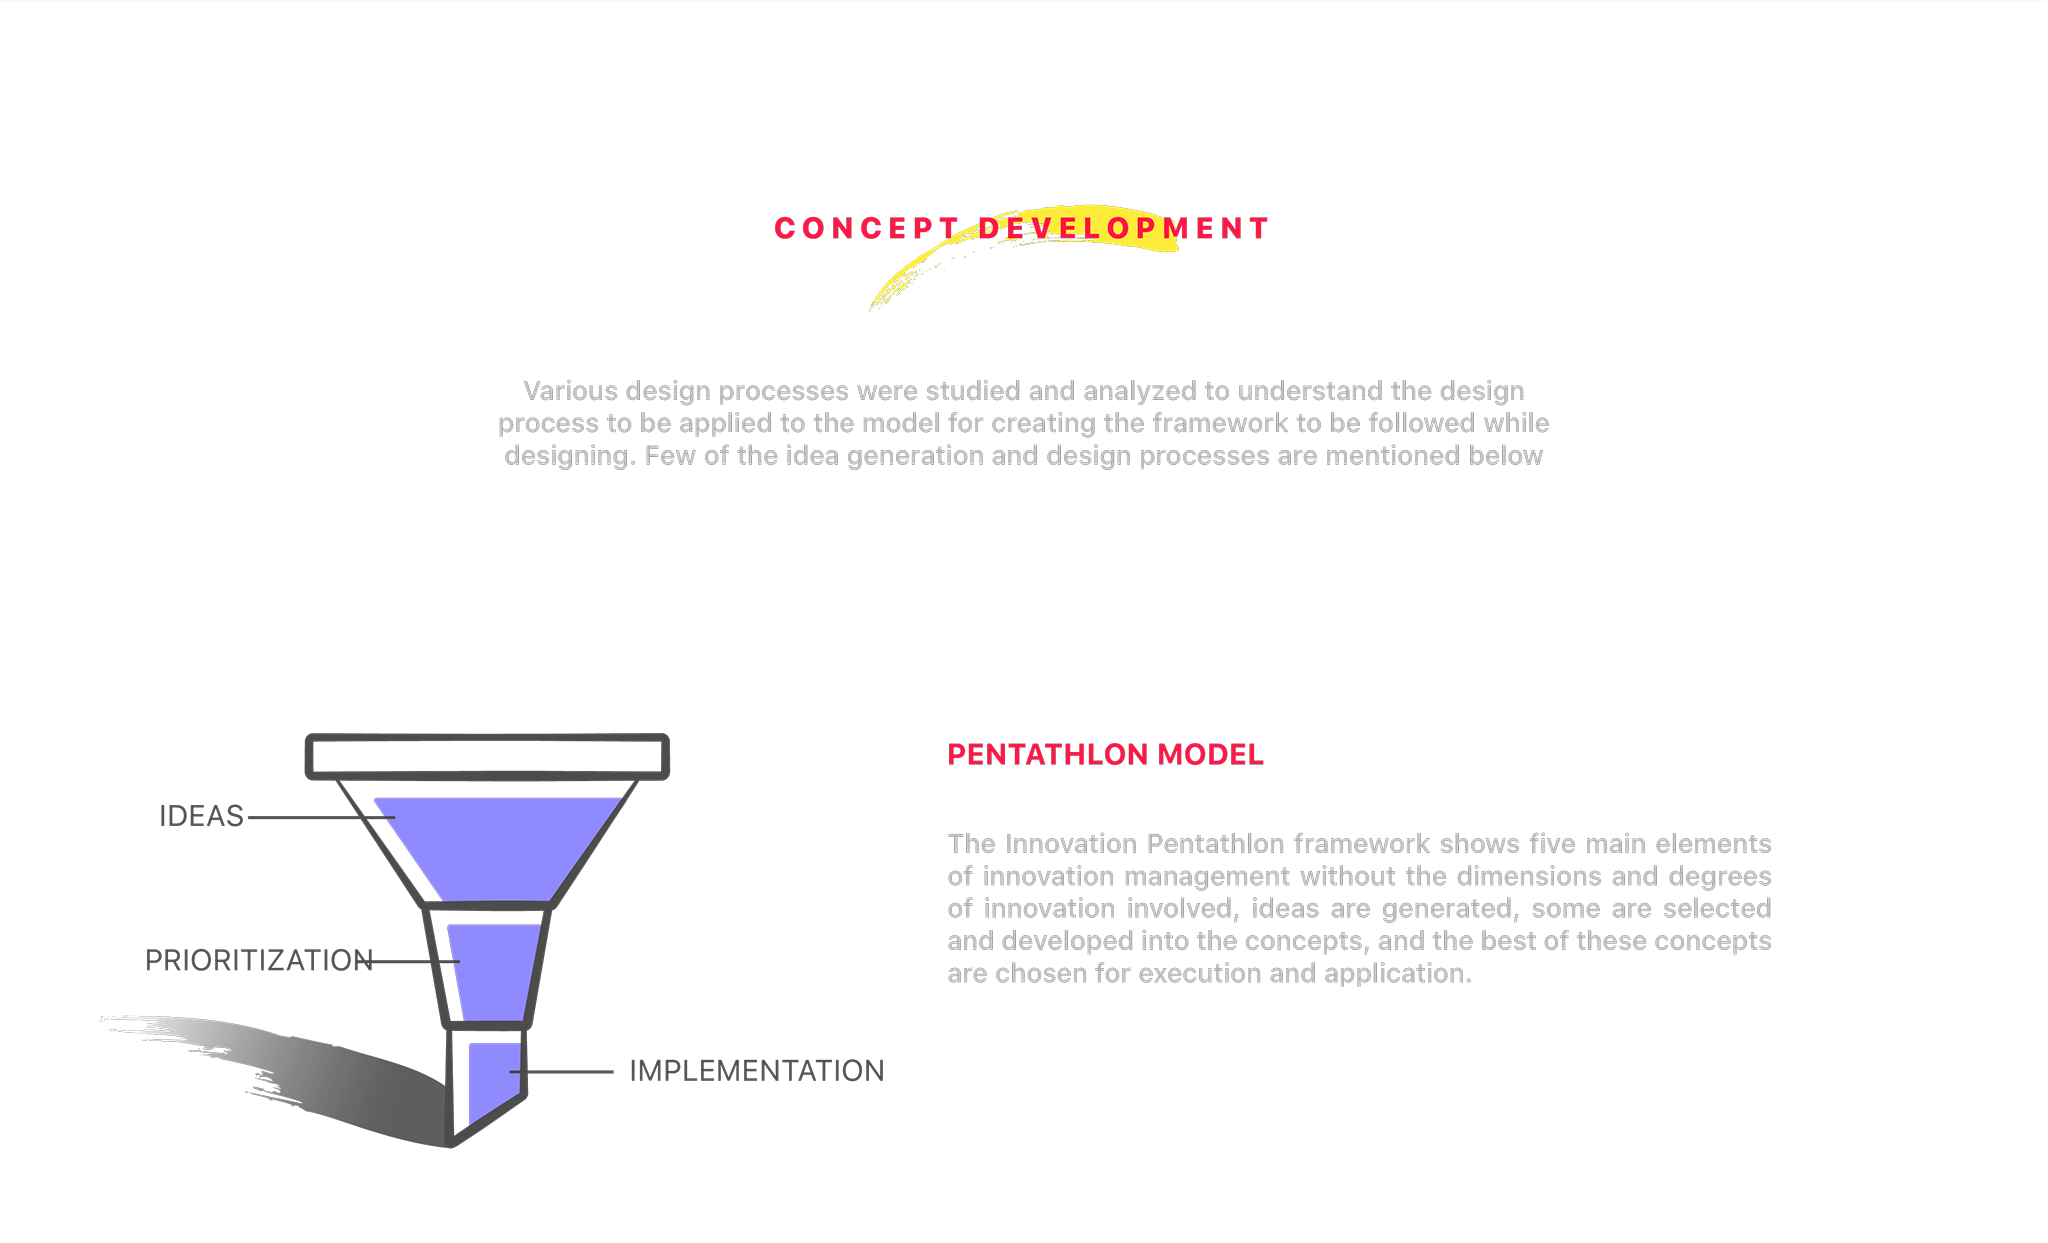 CONCEPT DEVELOPMENT
Various design processes were studied and analyzed to understand the design
process to be applied to the model for creating the framework to be followed while
designing. Few of the idea generation and design processes are mentioned below
IDEAS
PRIORITIZATION
IMPLEMENTATION
PENTATHLON MODEL
The Innovation Pentathlon framework shows five main elements
of innovation management without the dimensions and degrees
of innovation involved, ideas are generated, some are selected
and developed into the concepts, and the best of these concepts
are chosen for execution and application.